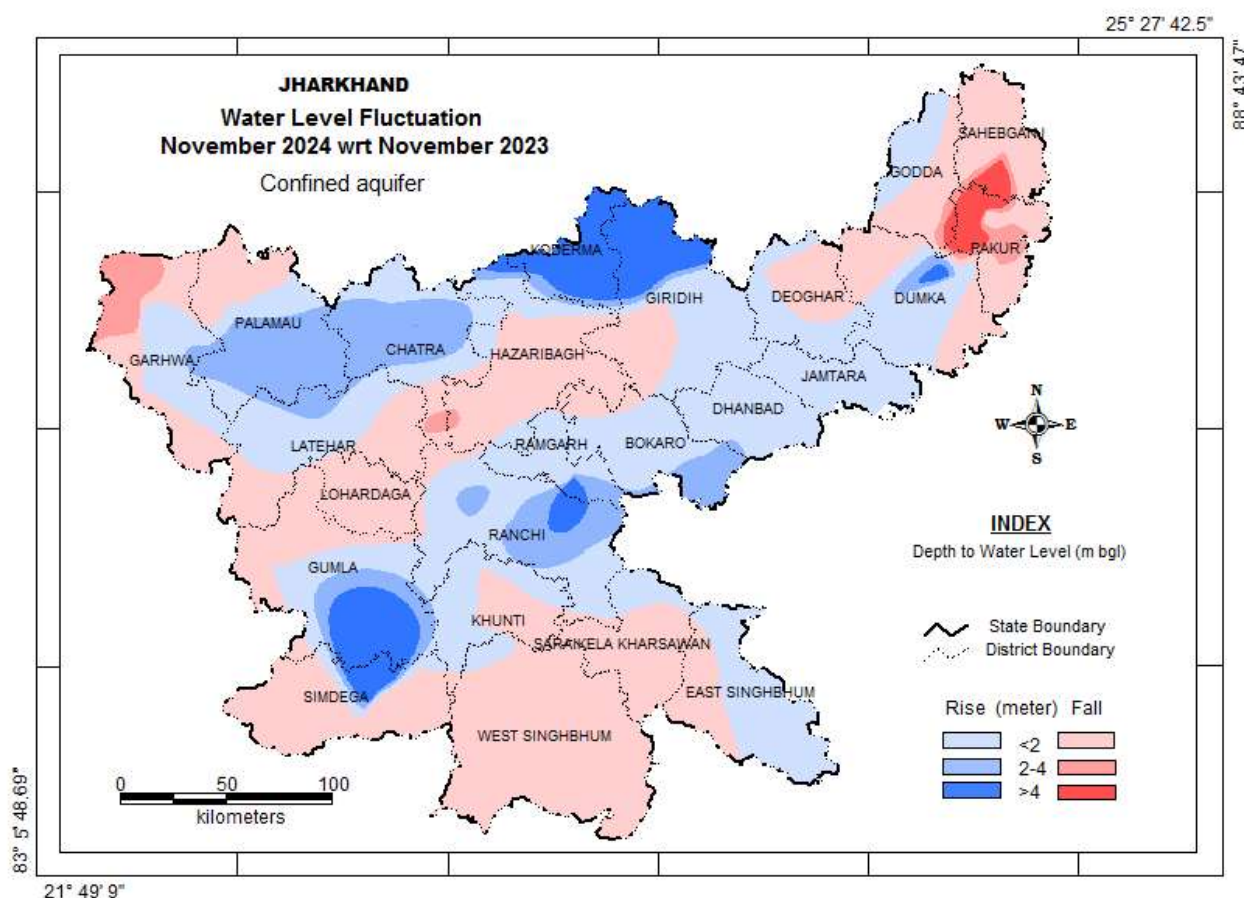 25° 27' 42.5"
88° 43' 47"
JHARKHAND
Water Level Fluctuation
November 2024 wrt November 2023
Confined aquifer
SAHEBGANJ
GODDA
PAKUR
KODERMA
GIRIDIH
DEOGHAR
DUMKA
PALAMAU
CHATRA
GARHWA
HAZARIBAGH
JAMTARA
DHANBAD
LATEHAR
RAMGARH
BOKARO
LOHARDAGA
RANCHI
GUMLA
KHUNTI
SARAIKELA KHARSAWAN
SIMDEGA
EAST SINGHBHUM
WEST SINGHBHUM
N
W E
S
INDEX
Depth to Water Level (m bgl)
State Boundary
District Boundary
Rise (meter) Fall
<2
2-4
>4
0 50 100
kilometers
83° 5' 48.69"
21° 49' 9"